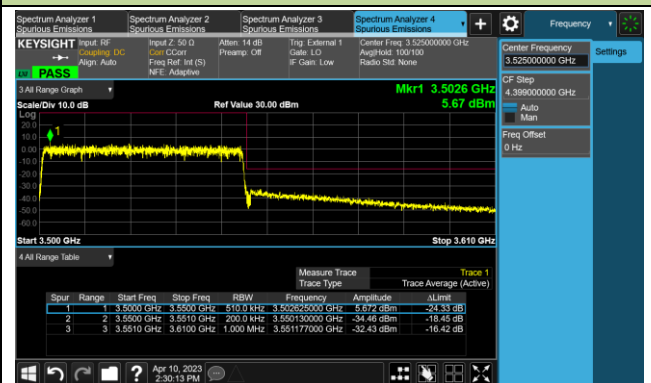 Spectrum Analyzer 1
Spurious Emissions
Spectrum Analyzer 2
Spurious Emissions
Spectrum Analyzer 3
Spurious Emissions
Spectrum Analyzer 4
Spurious Emissions
Frequency
KEYSIGHT
Input: RF
Coupling: DC
Align: Auto
Input Z: 50 Ω
Corr CCorr
Freq Ref: Int (S)
NFE: Adaptive
Atten: 14 dB
Preamp: Off
Trig: External 1
Gate: LO
IF Gain: Low
Center Freq: 3.525000000 GHz
Avg|Hold: 100/100
Radio Std: None
PASS
Center Frequency
3.525000000 GHz
Settings
CF Step
4.399000000 GHz
Auto
Man
Freq Offset
0 Hz
3 All Range Graph
Mkr1 3.5026 GHz
Scale/Div 10.0 dB
Ref Value 30.00 dBm
5.67 dBm
Log
20.0
10.0
0.00
-10.0
-20.0
-30.0
-40.0
-50.0
-60.0
1
Start 3.500 GHz
Stop 3.610 GHz
4 All Range Table
Measure Trace Trace 1
Trace Type Trace Average (Active)
Spur Range Start Freq Stop Freq RBW Frequency Amplitude ΔLimit
1 1 3.5000 GHz 3.5500 GHz 510.0 kHz 3.502625000 GHz 5.672 dBm -24.33 dB
2 2 3.5500 GHz 3.5510 GHz 200.0 kHz 3.550130000 GHz -34.46 dBm -18.45 dB
3 3 3.5510 GHz 3.6100 GHz 1.000 MHz 3.551177000 GHz -32.43 dBm -16.42 dB
Apr 10, 2023
2:30:13 PM